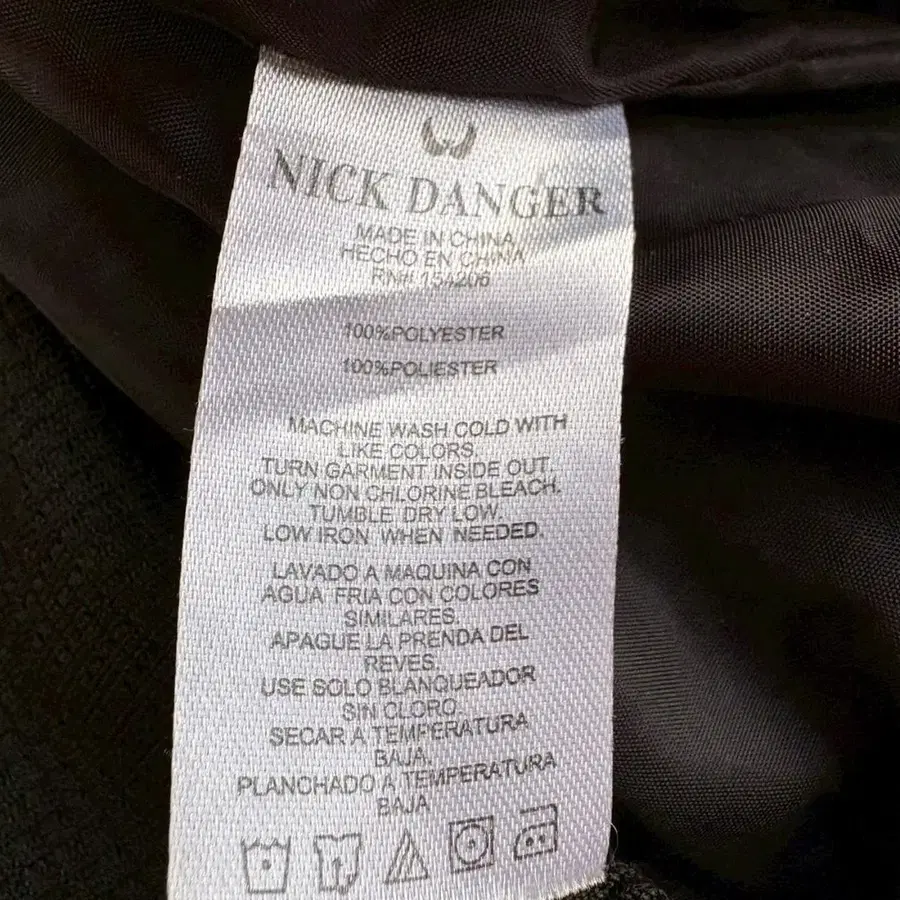 NICK DANGER
MADE IN CHINA
HECHO EN CHINA
RN# 154206
100%POLYESTER
100%POLIESTER
MACHINE WASH COLD WITH
LIKE COLORS.
TURN GARMENT INSIDE OUT.
ONLY NON CHLORINE BLEACH.
TUMBLE DRY LOW.
LOW IRON WHEN NEEDED.
LAVADO A MAQUINA CON
AGUA FRIA CON COLORES
SIMILARES.
APAGUE LA PRENDA DEL
REVES.
USE SOLO BLANQUEADOR
SIN CLORO.
SECAR A TEMPERATURA
BAJA.
PLANCHADO A TEMPERATURA
BAJA